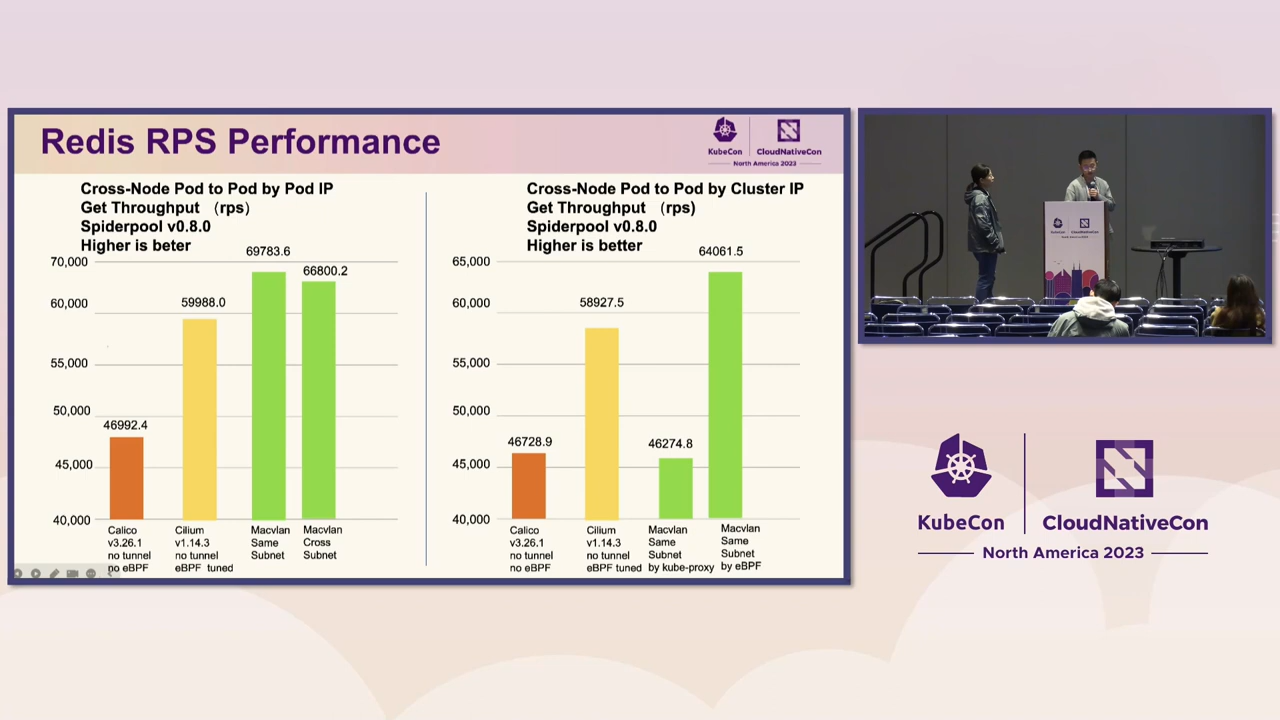 Redis RPS Performance
KubeCon
CloudNativeCon
North America 2023
Cross-Node Pod to Pod by Pod IP
Get Throughput （rps）
Spiderpool v0.8.0
Higher is beter
70,000
60,000
55,000
50,000
45,000
40,000
46992.4
59988.0
69783.6
66800.2
Calico
v3.26.1
no tunnel
no eBPF
Cilium
v1.14.3
no tunnel
eBPF tuned
Macvlan
Same
Subnet
Macvlan
Cross
Subnet
Cross-Node Pod to Pod by Cluster IP
Get Throughput （rps)
Spiderpool v0.8.0
Higher is better
65,000
60,000
55,000
50,000
45,000
40,000
46728.9
58927.5
46274.8
64061.5
Calico
v3.26.1
no tunnel
no eBPF
Cilium
v1.14.3
no tunnel
eBPF tuned
Macvlan
Same
Subnet
by kube-proxy
Macvlan
Same
Subnet
by eBPF
KubeCon
CloudNativeCon
KubeCon
CloudNativeCon
North America 2023